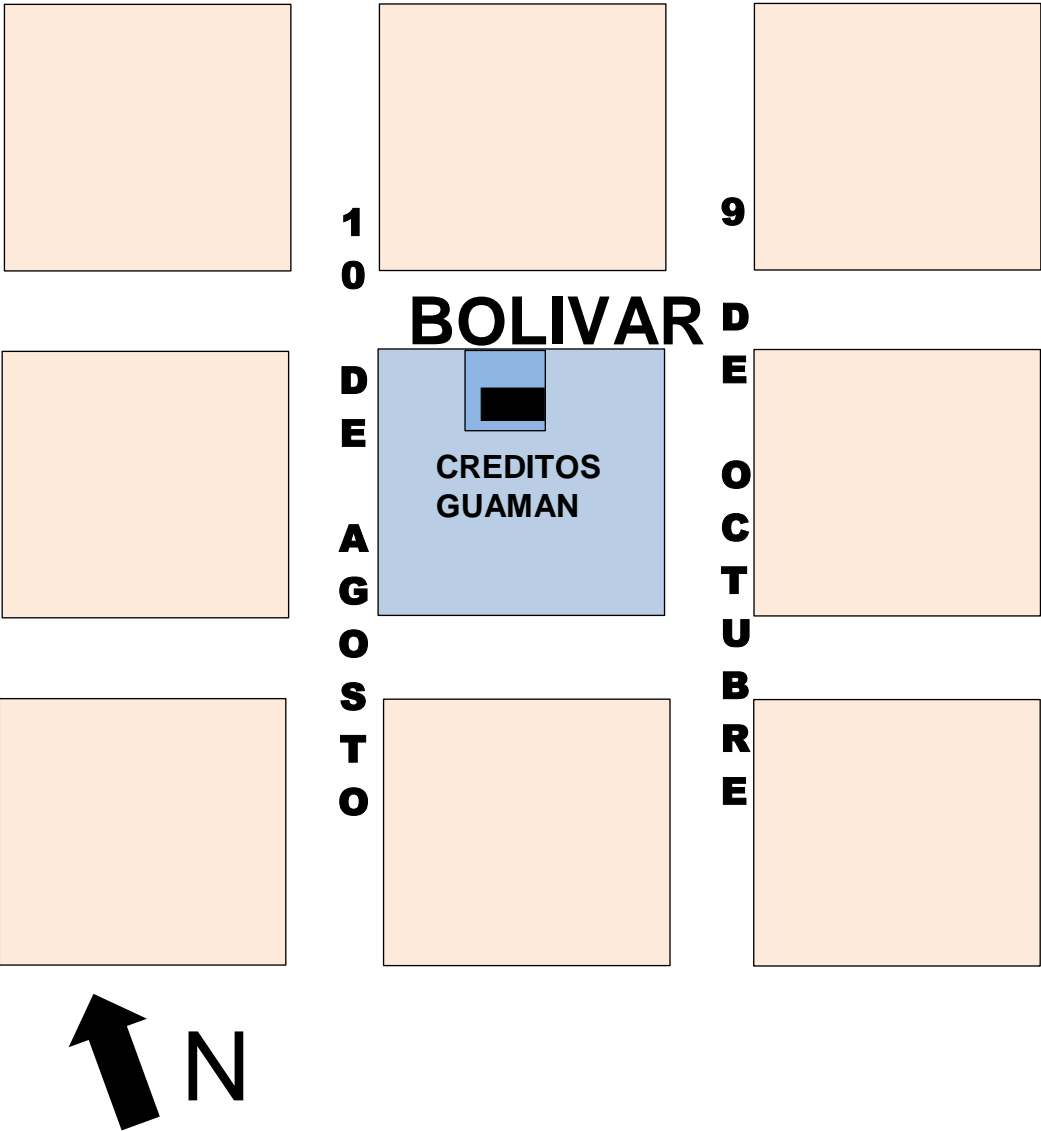 10 DE AGOSTO
9 DE OCTUBRE
BOLIVAR
CREDITOS
GUAMAN
N